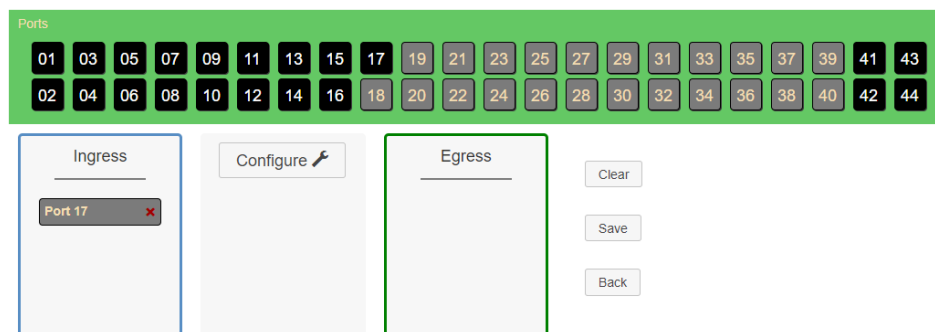 Ports
01 03 05 07 09 11 13 15 17 19 21 23 25 27 29 31 33 35 37 39 41 43
02 04 06 08 10 12 14 16 18 20 22 24 26 28 30 32 34 36 38 40 42 44
Ingress
Port 17
Configure
Egress
Clear
Save
Back